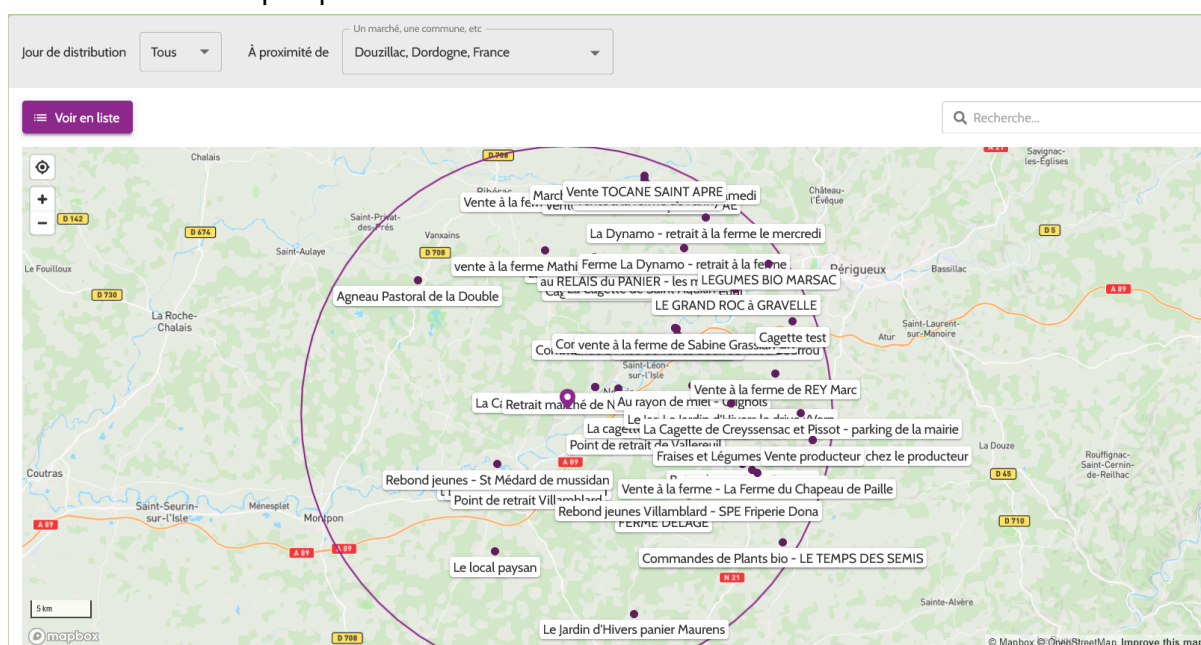 Un marché, une commune, etc
Jour de distribution
Tous
À proximité de
Douzillac, Dordogne, France
Voir en liste
Recherche...
D 708
N 21
Savignac-
les-Églises
Chalais
Ribérac
Vente TOCANE SAINT APRE
Château-
l'Évêque
Vente à la
D 142
D 674
Saint-Privat-
des-Prés
Vanxains
La Dynamo - retrait à la ferme le mercredi
D 5
Saint-Aulaye
D 708
Le Fouilloux
vente à la ferme
Ferme La Dynamo - retrait à la ferme
Périgueux
Bassillac
au RELAIS du PANIER - les
LEGUMES BIO MARSAC
A 89
D 730
Agneau Pastoral de la Double
LE GRAND ROC à GRAVELLE
La Roche-
Chalais
Saint-Laurent-
sur-Manoire
Atur
Cagette test
vente à la ferme de Sabine
Saint-Léon-
sur-l'Isle
Vente à la ferme de REY Marc
Retrait marché de
Au rayon de miel -
La Cagette de Creyssensac et Pissot - parking de la mairie
Point de retrait de Vallereuil
La Douze
Fraises et Légumes Vente producteur
chez le producteur
Rouffignac-
Saint-Cernin-
de-Reilhac
A 89
Coutras
Rebond jeunes - St Médard de mussidan
D 45
Vente à la ferme - La Ferme du Chapeau de Paille
Point de retrait Villamblard
Saint-Seurin-
sur-l'Isle
Ménesplet
Montpon
Rebond jeunes Villamblard - SPE Friperie Dona
FERME DELAGE
A 89
D 710
A 89
A 89
Commandes de Plants bio - LE TEMPS DES SEMIS
Le local paysan
N 21
5 km
Sainte-Alvère
Le Jardin d'Hivers panier Maurens
mapbox
D 708
© Mapbox © OpenStreetMap Improve this map